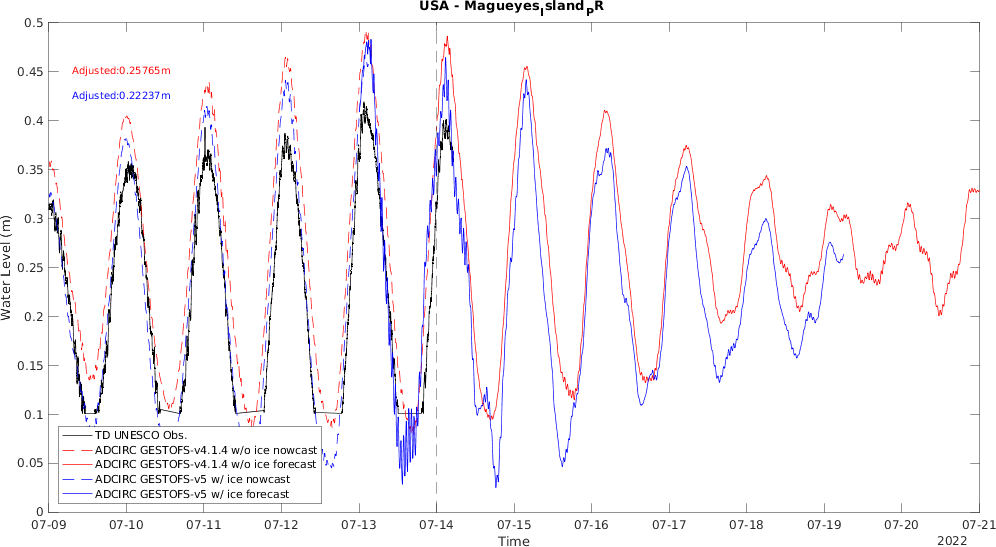 USA - MagueyesIsland PR
0.5
0.45
0.4
0.35
0.3
0.25
0.2
0.15
0.1
0.05
0
Water Level (m)
Adjusted:0.25765m
Adjusted:0.22237m
TD UNESCO Obs.
ADCIRC GESTOFS-v4.1.4 w/o ice nowcast
ADCIRC GESTOFS-v4.1.4 w/o ice forecast
ADCIRC GESTOFS-v5 w/ ice nowcast
ADCIRC GESTOFS-v5 w/ ice forecast
07-09 07-10 07-11 07-12 07-13 07-14 07-15 07-16 07-17 07-18 07-19 07-20 07-21
Time
2022